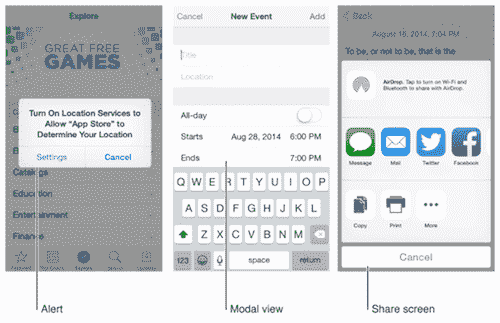 Explore
GREAT FREE
GAMES
Turn On Location Services to
Allow "App Store" to
Determine Your Location
Settings
Cancel
Catalogs
Education
Entertainment
Finance
Explore
Alert
Cancel
New Event
Add
Title
Location
All-day
Starts
Aug 28, 2014
6:00 PM
Ends
7:00 PM
Q W E R T Y U I O P
A S D F G H J K L
Z X C V B N M
123
space
return
Modal view
Back
August 18, 2014, 2:04 PM
To be, or not to be, that is the
AirDrop. Tap to turn on Wi-Fi and
Bluetooth to share with AirDrop.
Message
Mail
Twitter
Facebook
Copy
Print
More
Cancel
Share screen